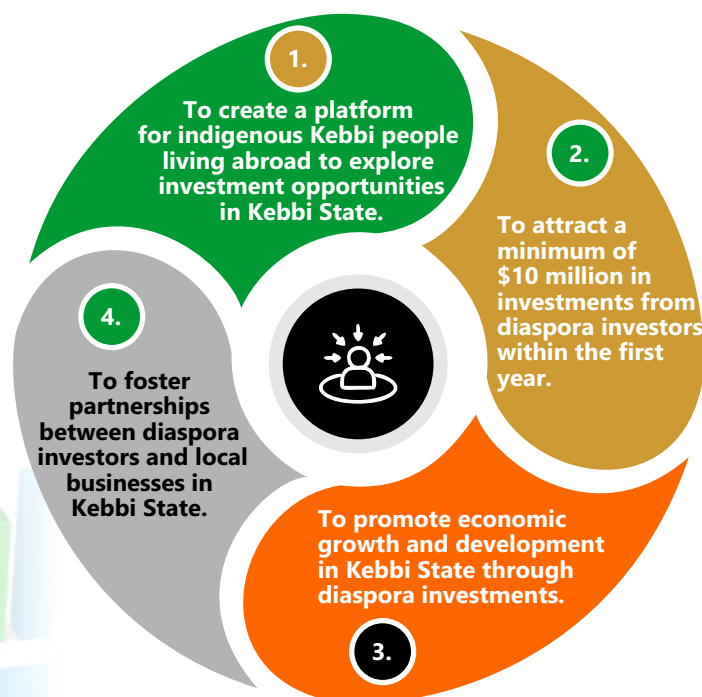 1.
To create a platform
for indigenous Kebbi people
living abroad to explore
investment opportunities
in Kebbi State.
2.
To attract a
minimum of
$10 million in
investments from
diaspora investors
within the first
year.
To promote economic
growth and development
in Kebbi State through
diaspora investments.
3.
4.
To foster
partnerships
between diaspora
investors and local
businesses in
Kebbi State.